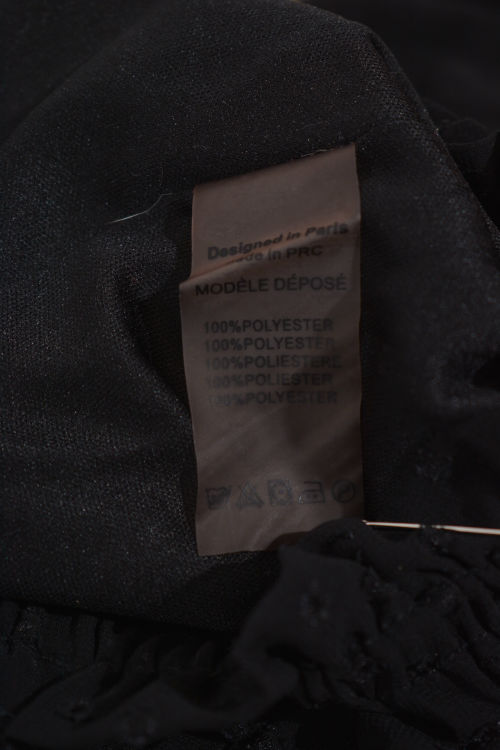 Designed in Paris
Made in PRC
MODÈLE DÉPOSÉ
100%POLYESTER
100%POLYESTER
100%POLIESTERE
100%POLIESTER
100%POLYESTER